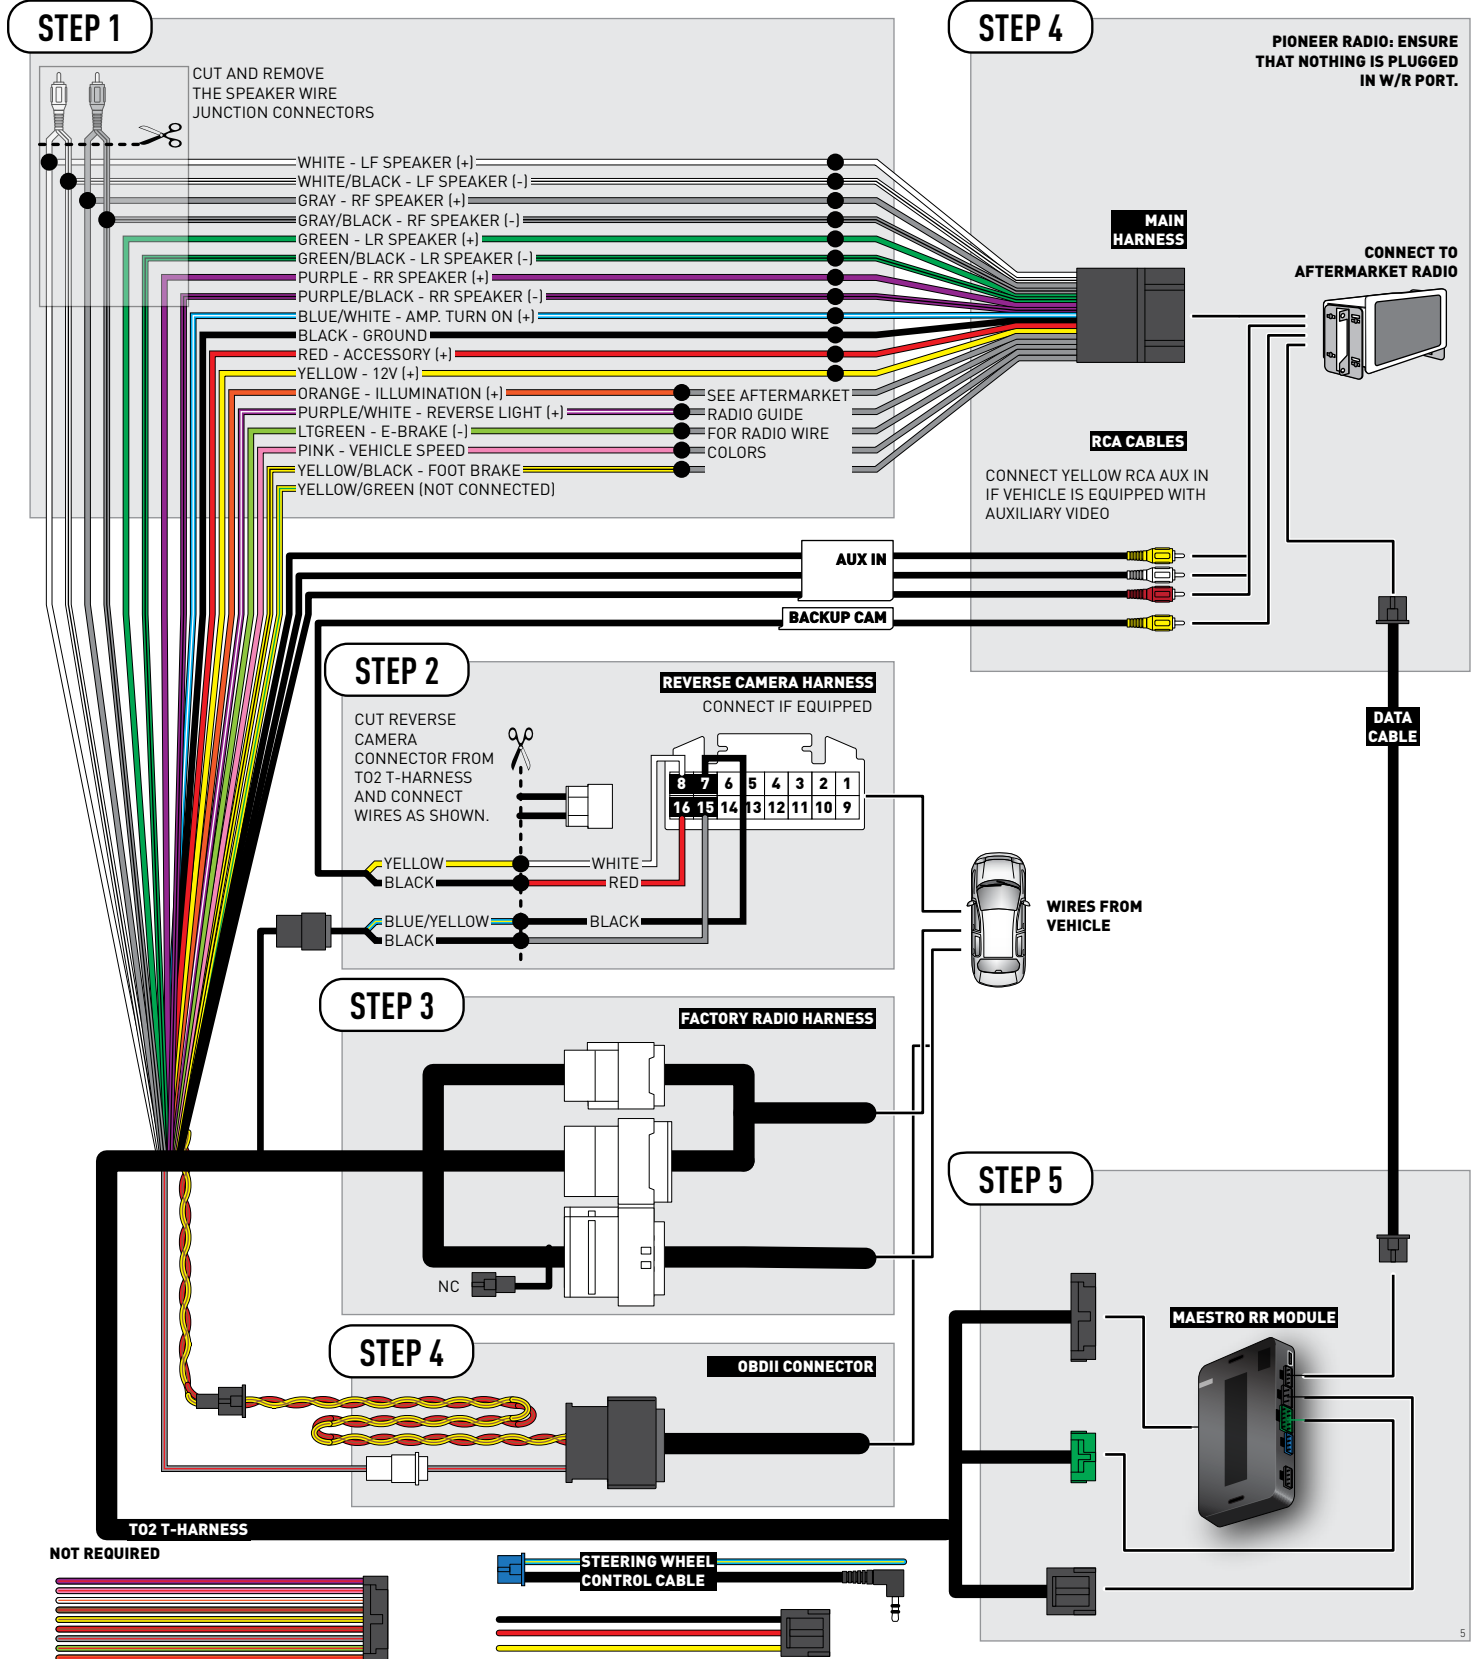 STEP 1
CUT AND REMOVE
THE SPEAKER WIRE
JUNCTION CONNECTORS
WHITE - LF SPEAKER (+)
WHITE/BLACK - LF SPEAKER (-)
GRAY - RF SPEAKER (+)
GRAY/BLACK - RF SPEAKER (-)
GREEN - LR SPEAKER (+)
GREEN/BLACK - LR SPEAKER (-)
PURPLE - RR SPEAKER (+)
PURPLE/BLACK - RR SPEAKER (-)
BLUE/WHITE - AMP. TURN ON (+)
BLACK - GROUND
RED - ACCESSORY (+)
YELLOW - 12V (+)
ORANGE - ILLUMINATION (+)
PURPLE/WHITE - REVERSE LIGHT (+)
LTGREEN - E-BRAKE (-)
PINK - VEHICLE SPEED
YELLOW/BLACK - FOOT BRAKE
YELLOW/GREEN (NOT CONNECTED)
SEE AFTERMARKET
RADIO GUIDE
FOR RADIO WIRE
COLORS
STEP 4
PIONEER RADIO: ENSURE
THAT NOTHING IS PLUGGED
IN W/R PORT.
MAIN
HARNESS
CONNECT TO
AFTERMARKET RADIO
RCA CABLES
CONNECT YELLOW RCA AUX IN
IF VEHICLE IS EQUIPPED WITH
AUXILIARY VIDEO
AUX IN
BACKUP CAM
DATA
CABLE
STEP 2
REVERSE CAMERA HARNESS
CONNECT IF EQUIPPED
CUT REVERSE
CAMERA
CONNECTOR FROM
TO2 T-HARNESS
AND CONNECT
WIRES AS SHOWN.
8 7 6 5 4 3 2 1
16 15 14 13 12 11 10 9
YELLOW
WHITE
BLACK
RED
BLUE/YELLOW
BLACK
BLACK
WIRES FROM
VEHICLE
STEP 3
FACTORY RADIO HARNESS
NC
STEP 4
OBDII CONNECTOR
STEP 5
MAESTRO RR MODULE
TO2 T-HARNESS
NOT REQUIRED
STEERING WHEEL
CONTROL CABLE
5